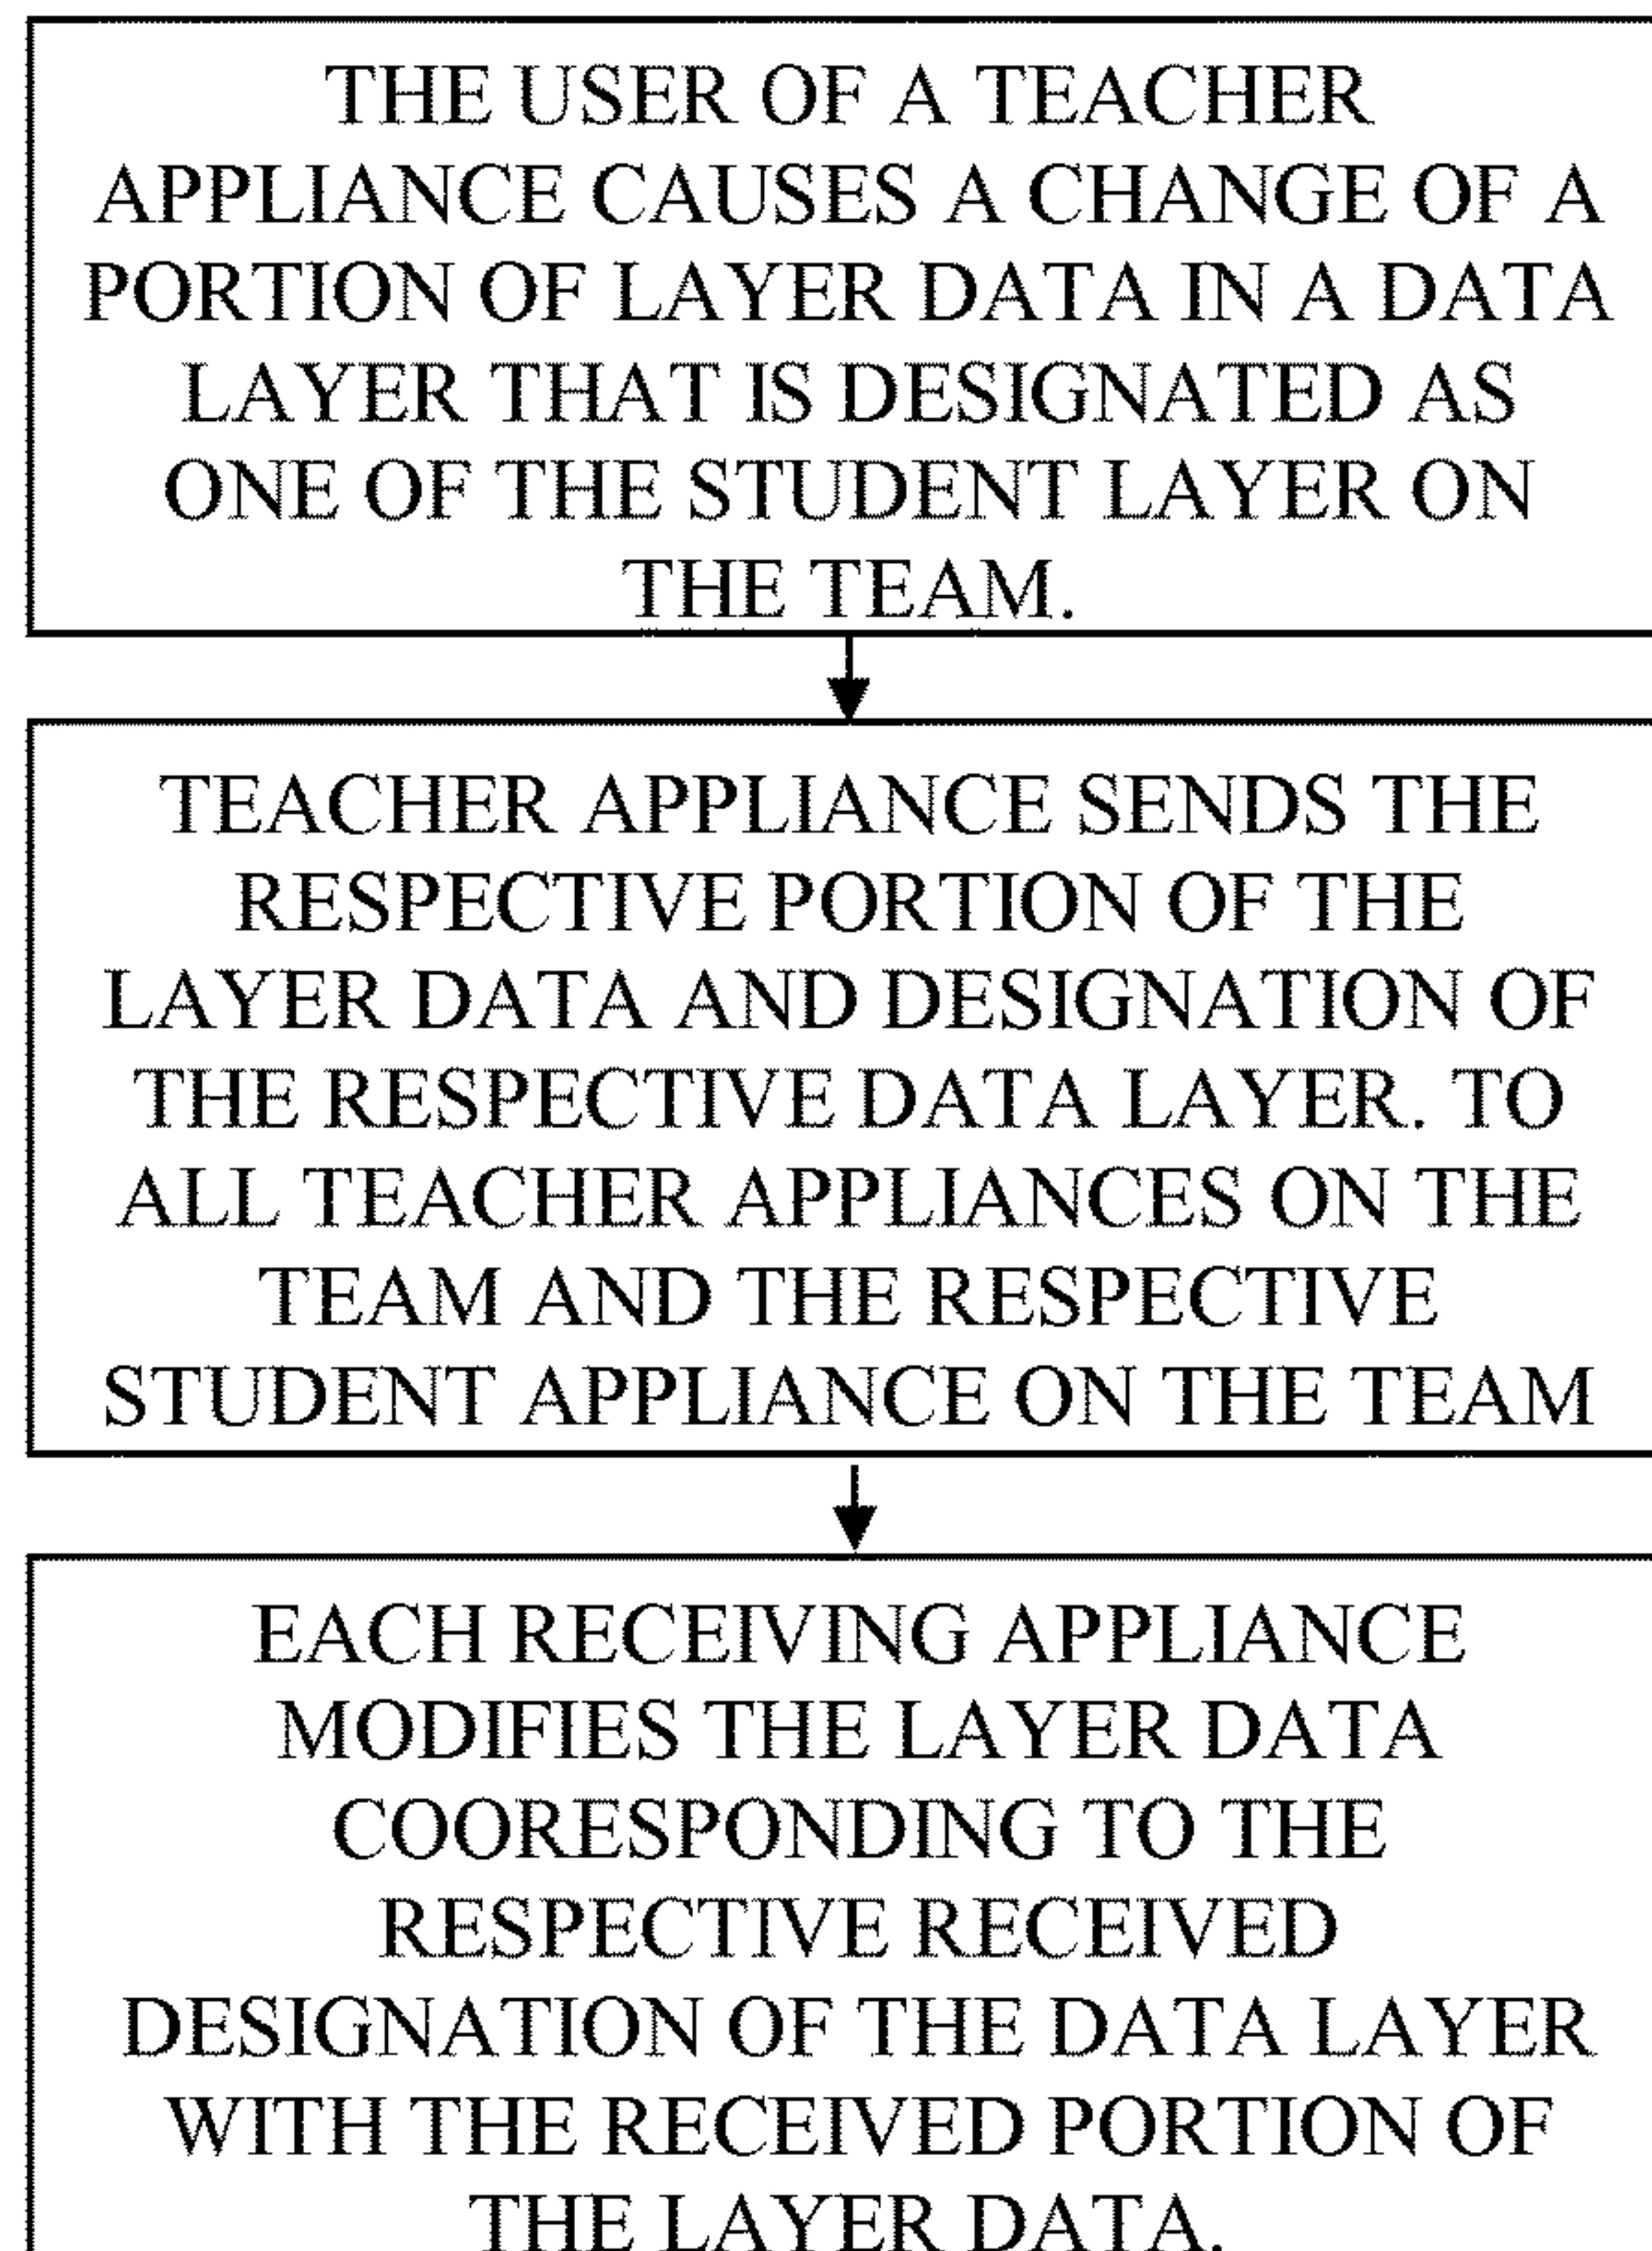 THE USER OF A TEACHER
APPLIANCE CAUSES A CHANGE OF A
PORTION OF LAYER DATA IN A DATA
LAYER THAT IS DESIGNATED AS
ONE OF THE STUDENT LAYER ON
THE TEAM.
TEACHER APPLIANCE SENDS THE
RESPECTIVE PORTION OF THE
LAYER DATA AND DESIGNATION OF
THE RESPECTIVE DATA LAYER. TO
ALL TEACHER APPLIANCES ON THE
TEAM AND THE RESPECTIVE
STUDENT APPLIANCE ON THE TEAM
EACH RECEIVING APPLIANCE
MODIFIES THE LAYER DATA
COORESPONDING TO THE
RESPECTIVE RECEIVED
DESIGNATION OF THE DATA LAYER
WITH THE RECEIVED PORTION OF
THE LAYER DATA.